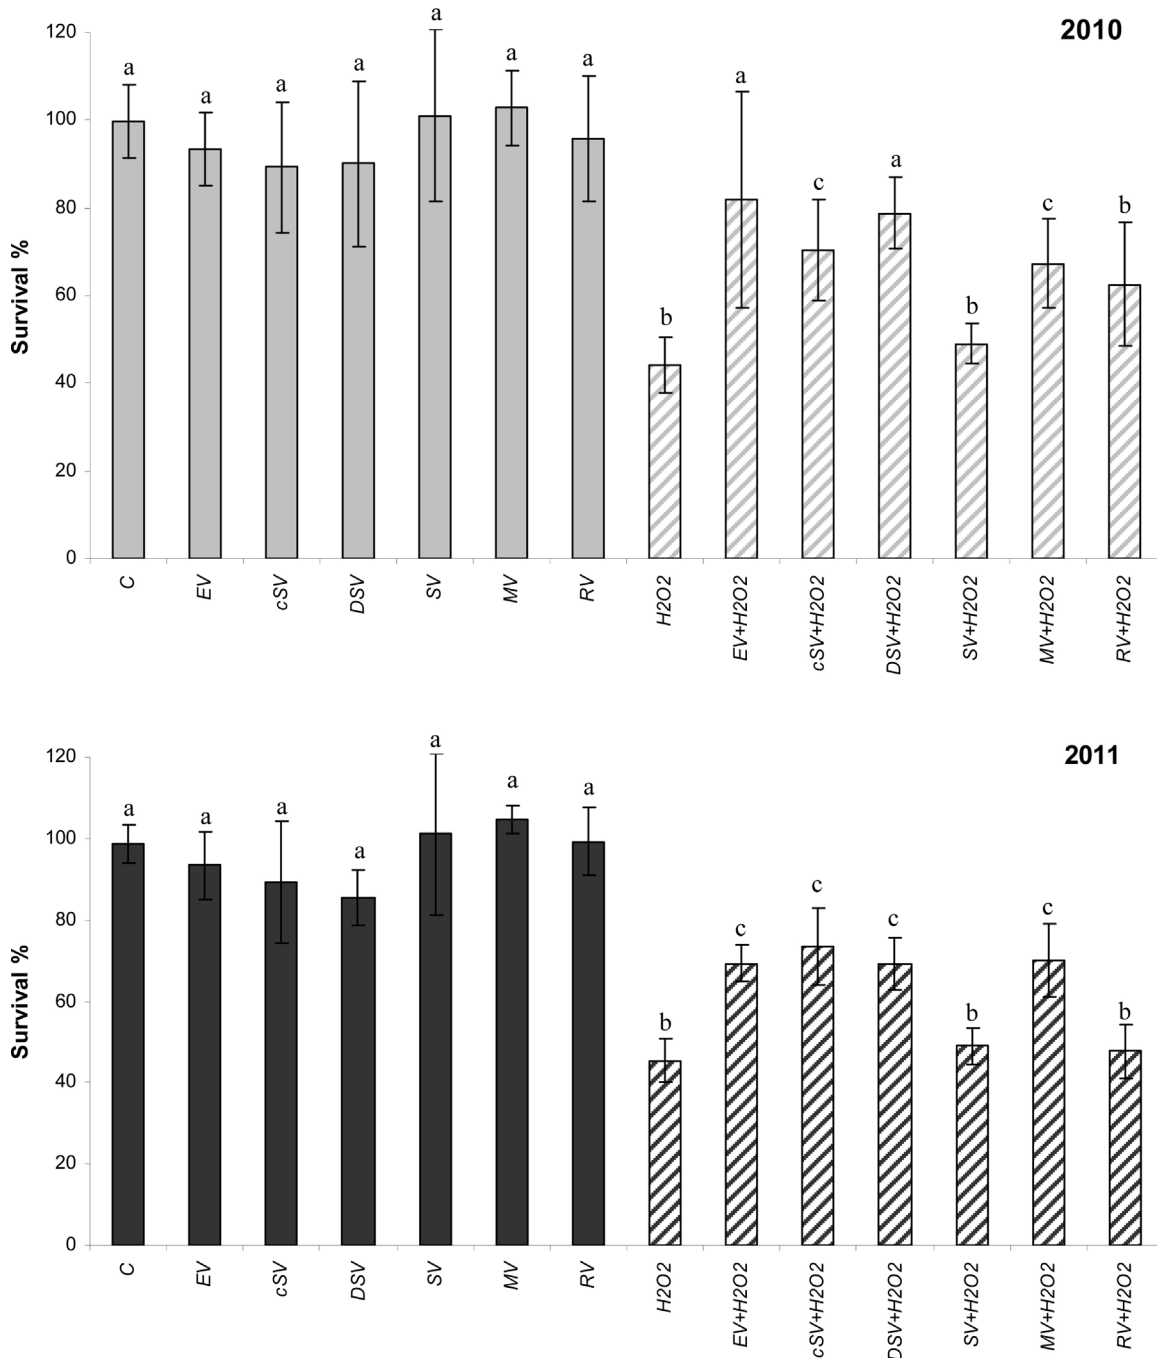 2010
Survival %
120
100
80
60
40
20
0
a a a a a a a b a c a b c b
C EV cSV DSV SV MV RV H2O2 EV+H2O2 cSV+H2O2 DSV+H2O2 SV+H2O2 MV+H2O2 RV+H2O2
2011
Survival %
120
100
80
60
40
20
0
a a a a a a a b c c c b c b
C EV cSV DSV SV MV RV H2O2 EV+H2O2 cSV+H2O2 DSV+H2O2 SV+H2O2 MV+H2O2 RV+H2O2